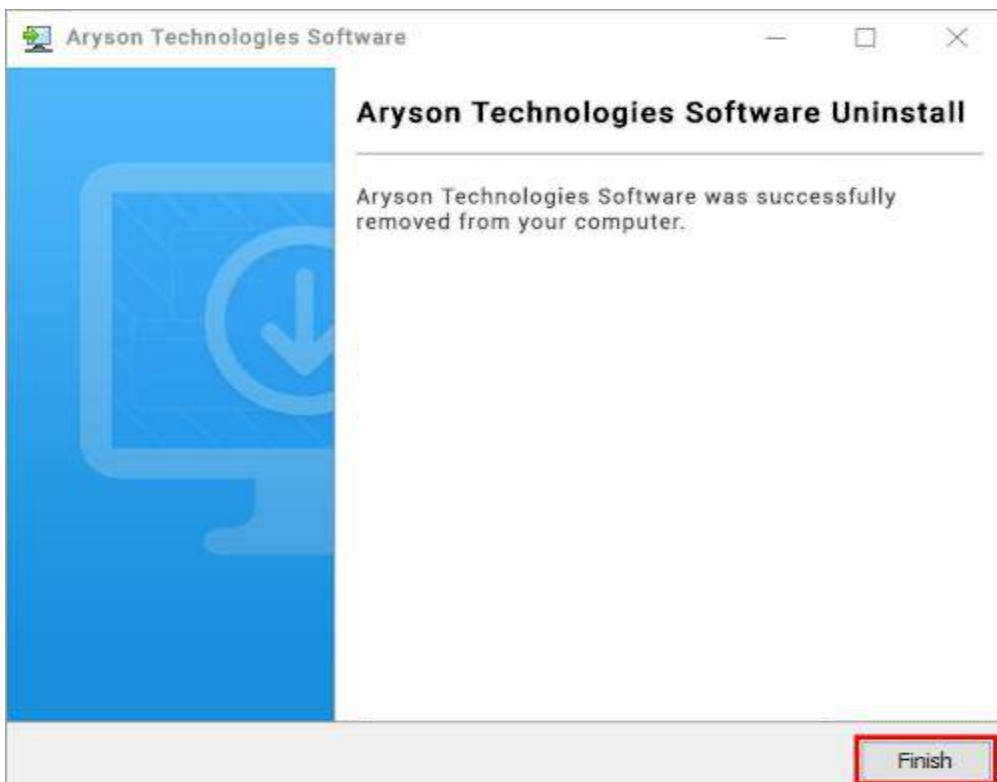 Aryson Technologies Software
Aryson Technologies Software Uninstall
Aryson Technologies Software was successfully
removed from your computer.
Finish